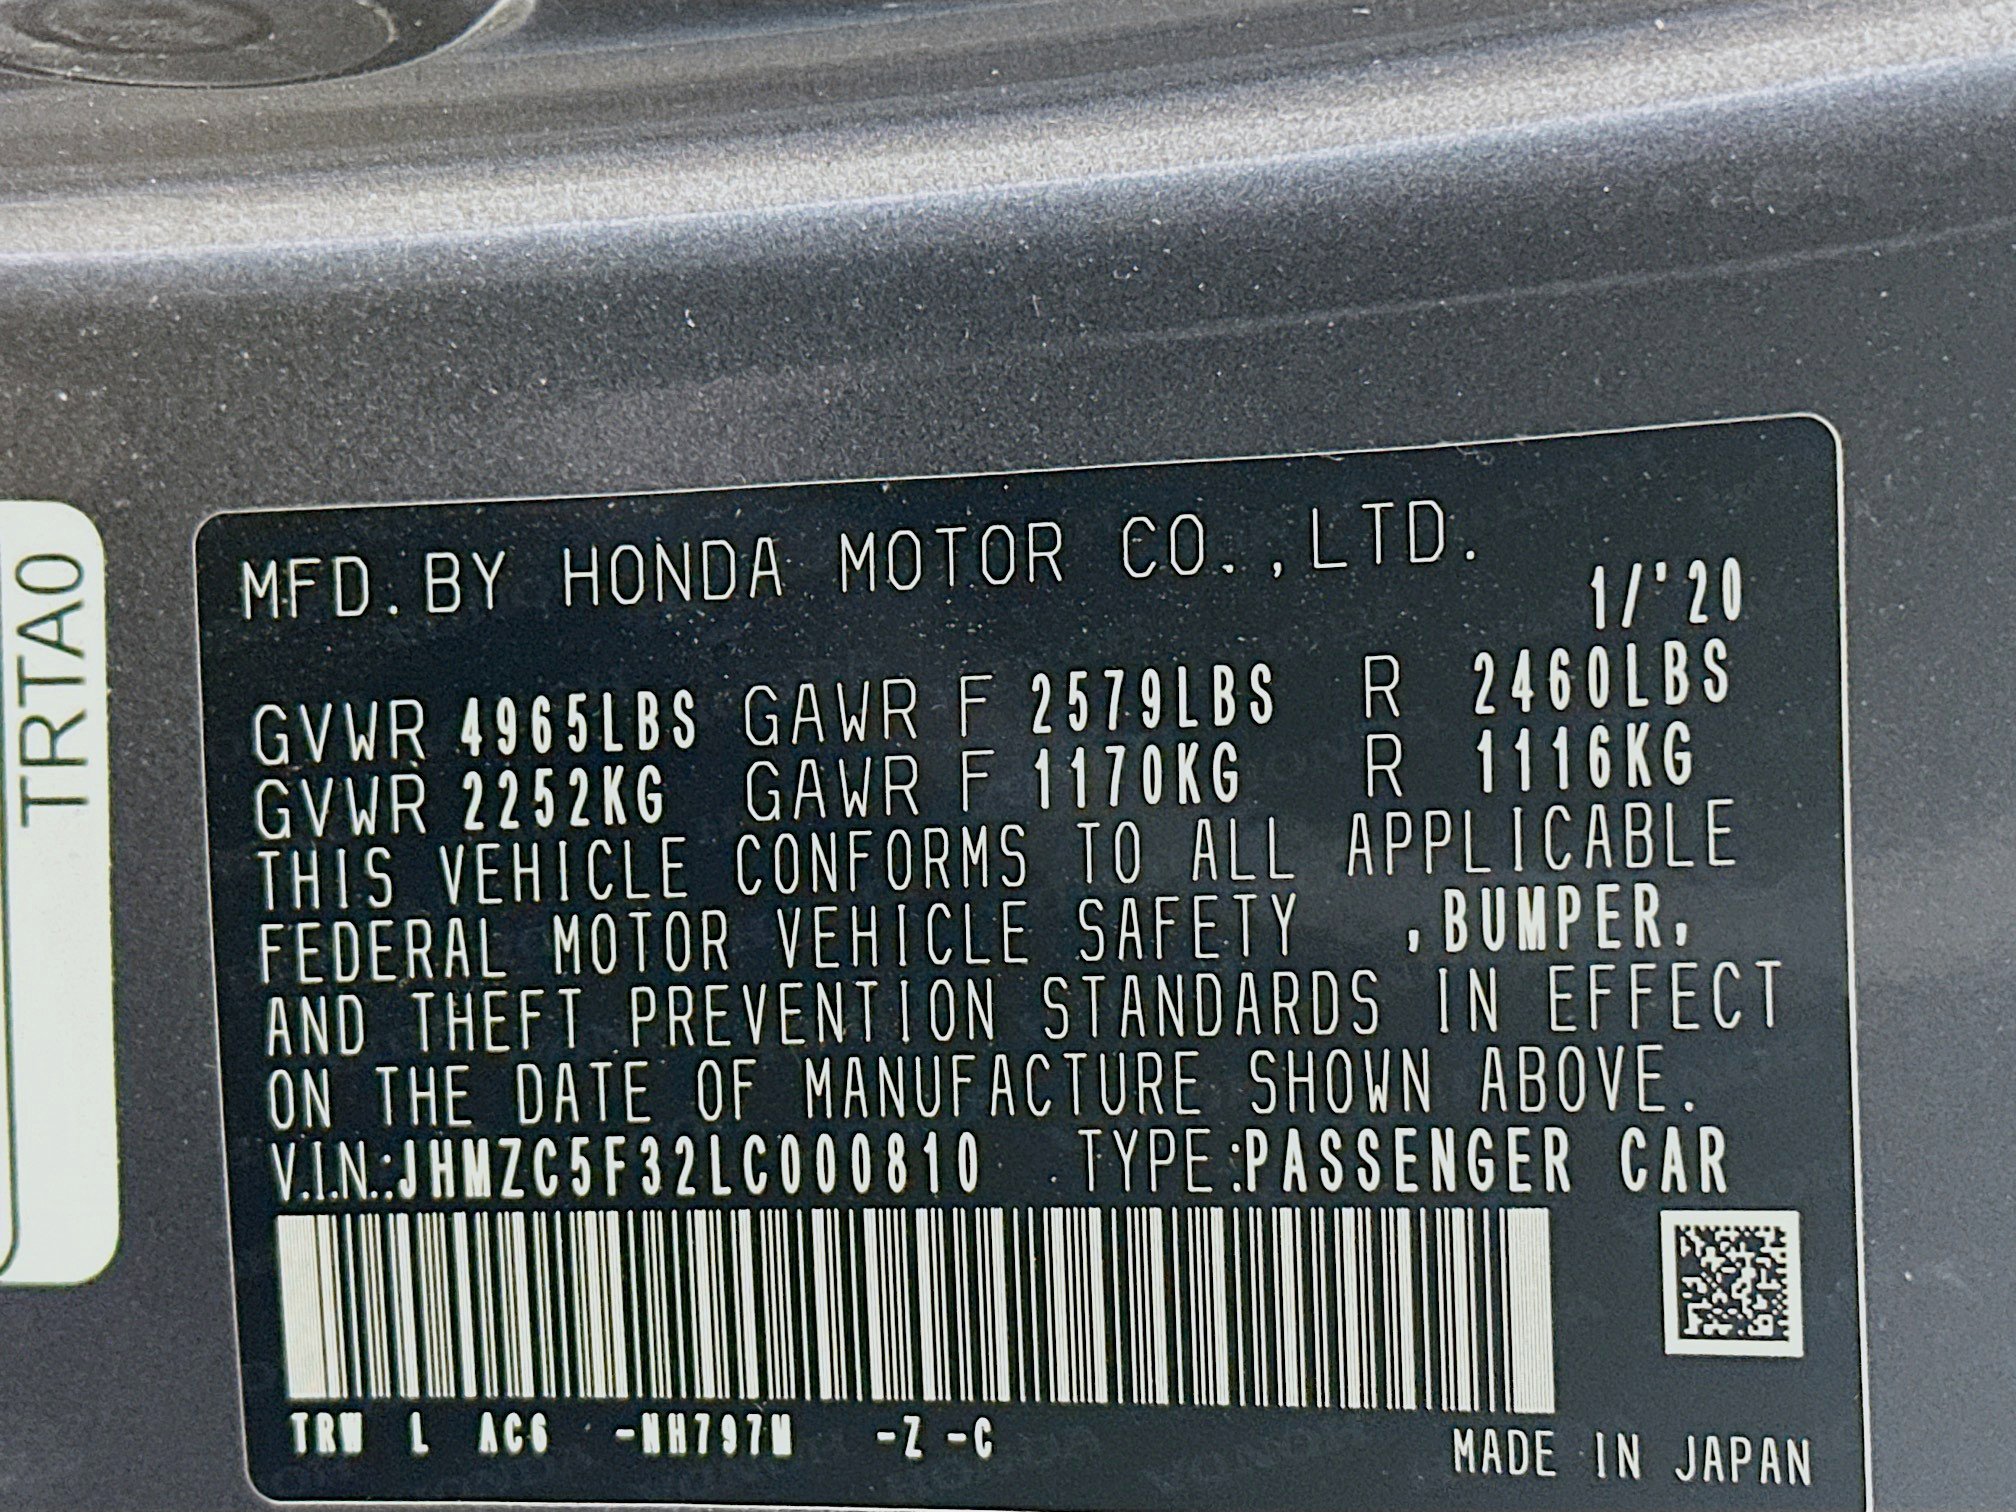 TRTA0
MFD. BY HONDA MOTOR CO.,LTD.
1/'20
GVWR 4965LBS GAWR F 2579LBS R 2460LBS
GVWR 2252KG GAWR F 1170KG R 1116KG
THIS VEHICLE CONFORMS TO ALL APPLICABLE
FEDERAL MOTOR VEHICLE SAFETY ,BUMPER,
AND THEFT PREVENTION STANDARDS IN EFFECT
ON THE DATE OF MANUFACTURE SHOWN ABOVE.
V.I.N.:JHMZC5F32LC000810 TYPE:PASSENGER CAR
TRW L AC6 -NH797M -Z -C
MADE IN JAPAN